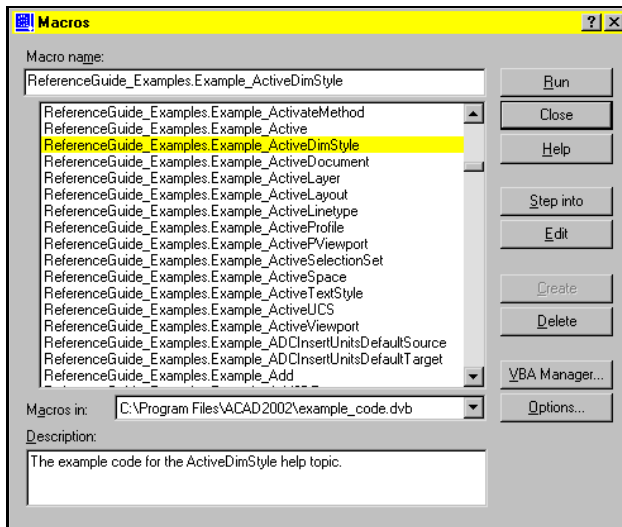 Macros
Macro name:
ReferenceGuide_Examples.Example_ActiveDimStyle
Run
ReferenceGuide_Examples.Example_ActivateMethod
ReferenceGuide_Examples.Example_Active
ReferenceGuide_Examples.Example_ActiveDimStyle
ReferenceGuide_Examples.Example_ActiveDocument
ReferenceGuide_Examples.Example_ActiveLayer
ReferenceGuide_Examples.Example_ActiveLayout
ReferenceGuide_Examples.Example_ActiveLinetype
ReferenceGuide_Examples.Example_ActiveProfile
ReferenceGuide_Examples.Example_ActivePViewport
ReferenceGuide_Examples.Example_ActiveSelectionSet
ReferenceGuide_Examples.Example_ActiveSpace
ReferenceGuide_Examples.Example_ActiveTextStyle
ReferenceGuide_Examples.Example_ActiveUCS
ReferenceGuide_Examples.Example_ActiveViewport
ReferenceGuide_Examples.Example_ADCInsertUnitsDefaultSource
ReferenceGuide_Examples.Example_ADCInsertUnitsDefaultTarget
ReferenceGuide_Examples.Example_Add
Close
Help
Step into
Edit
Create
Delete
VBA Manager...
Options...
Macros in:
C:\Program Files\ACAD2002\example_code.dvb
Description:
The example code for the ActiveDimStyle help topic.